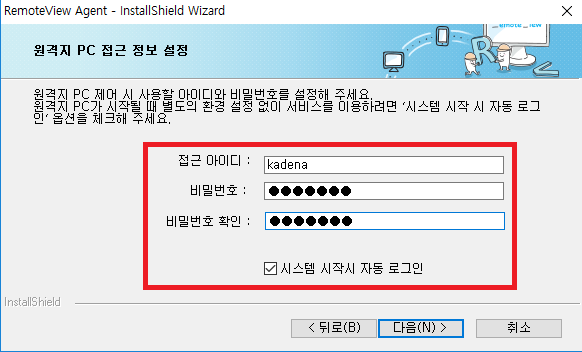 RemoteView Agent - InstallShield Wizard
원격지 PC 접근 정보 설정
원격지 PC 제어 시 사용할 아이디와 비밀번호를 설정해 주세요.
원격지 PC가 시작될 때 별도의 환경 설정 없이 서비스를 이용하려면 '시스템 시작 시 자동 로그
인' 옵션을 체크해 주세요.
접근 아이디 : kadena
비밀번호 : ●●●●●●●
비밀번호 확인 : ●●●●●●●
시스템 시작시 자동 로그인
InstallShield
< 뒤로(B) 다음(N) > 취소